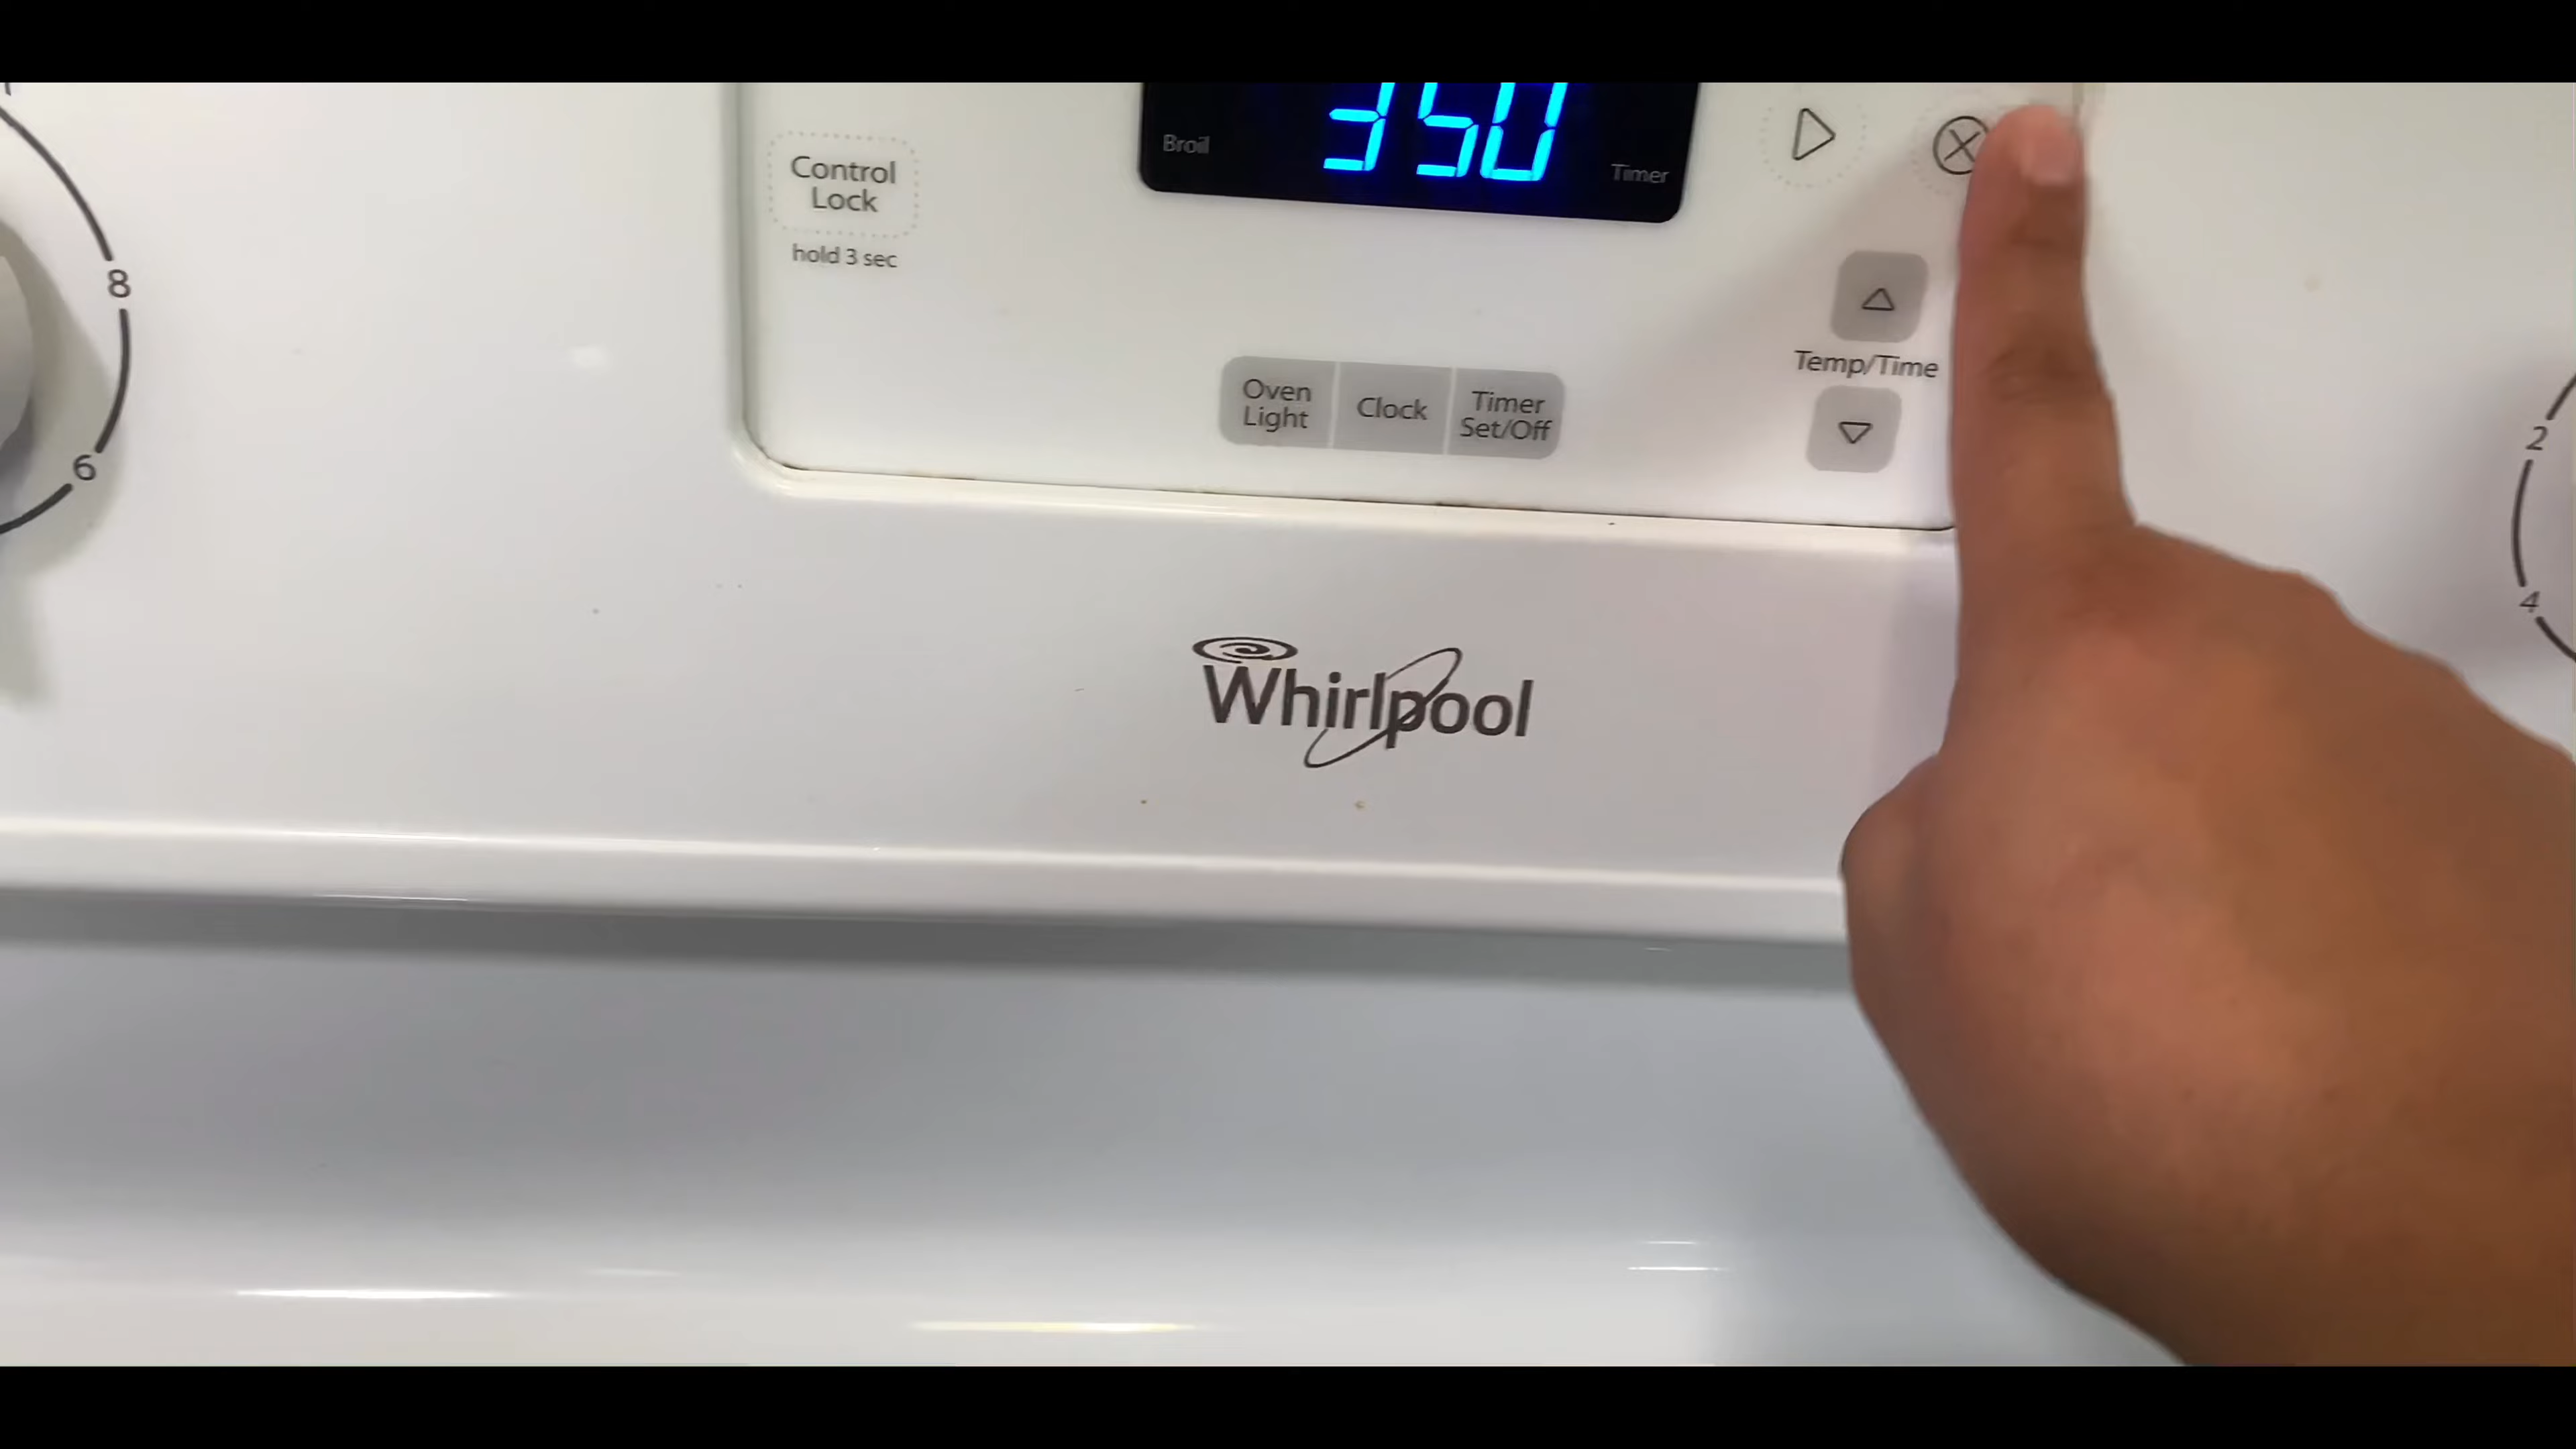 350
Broil
Timer
Control
Lock
hold 3 sec
8
6
Temp/Time
Oven
Light
Clock
Timer
Set/Off
2
4
Whirlpool